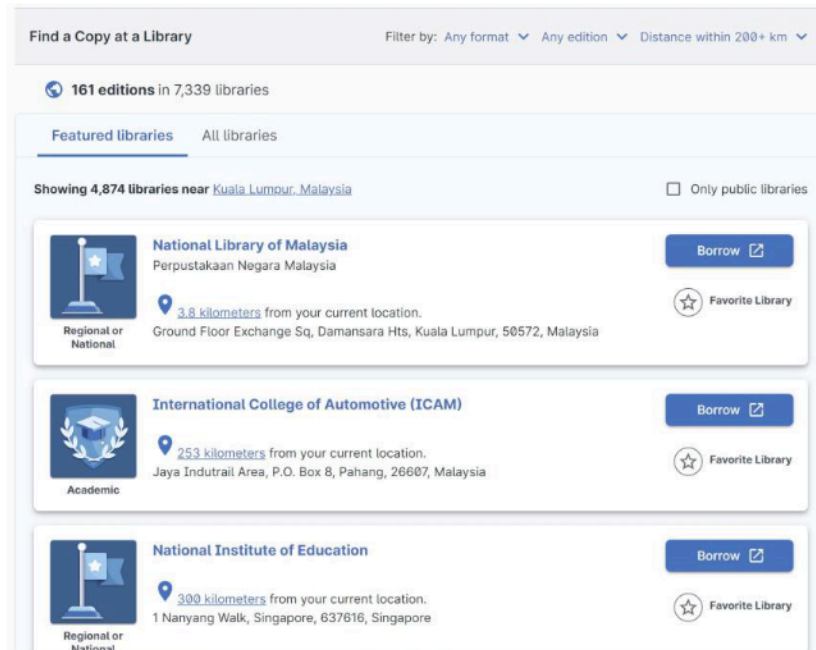 Find a Copy at a Library
Filter by: Any format Any edition Distance within 200+ km
161 editions in 7,339 libraries
Featured libraries All libraries
Showing 4,874 libraries near Kuala Lumpur, Malaysia
Only public libraries
National Library of Malaysia
Perpustakaan Negara Malaysia
3.8 kilometers from your current location.
Ground Floor Exchange Sq, Damansara Hts, Kuala Lumpur, 50572, Malaysia
Regional or
National
Borrow
Favorite Library
International College of Automotive (ICAM)
253 kilometers from your current location.
Jaya Indutrail Area, P.O. Box 8, Pahang, 26607, Malaysia
Academic
Borrow
Favorite Library
National Institute of Education
300 kilometers from your current location.
1 Nanyang Walk, Singapore, 637616, Singapore
Regional or
National
Borrow
Favorite Library